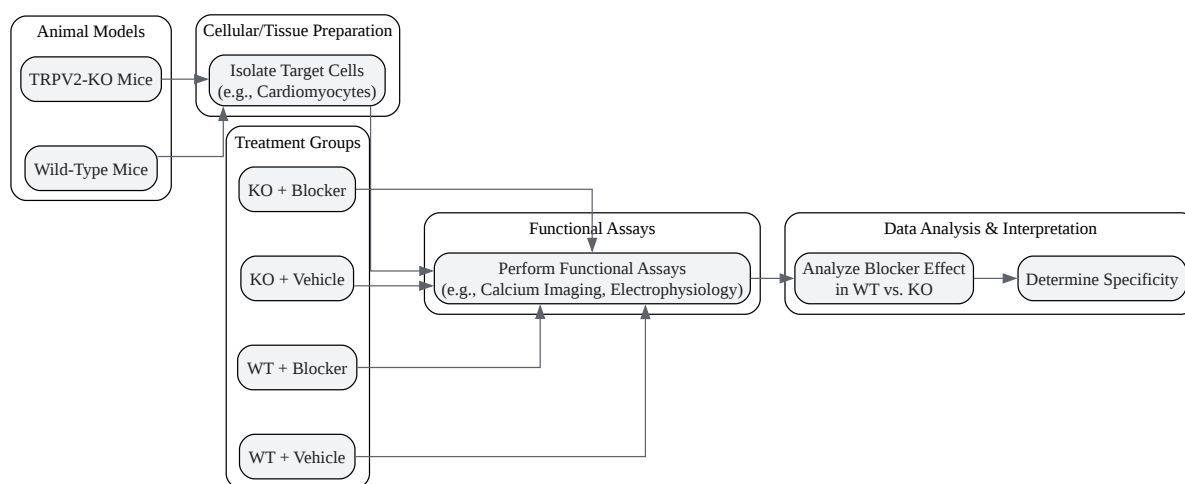 Animal Models
TRPV2-KO Mice
Wild-Type Mice
Cellular/Tissue Preparation
Isolate Target Cells
(e.g., Cardiomyocytes)
Treatment Groups
KO + Blocker
KO + Vehicle
WT + Blocker
WT + Vehicle
Functional Assays
Perform Functional Assays
(e.g., Calcium Imaging, Electrophysiology)
Data Analysis & Interpretation
Analyze Blocker Effect
in WT vs. KO
Determine Specificity